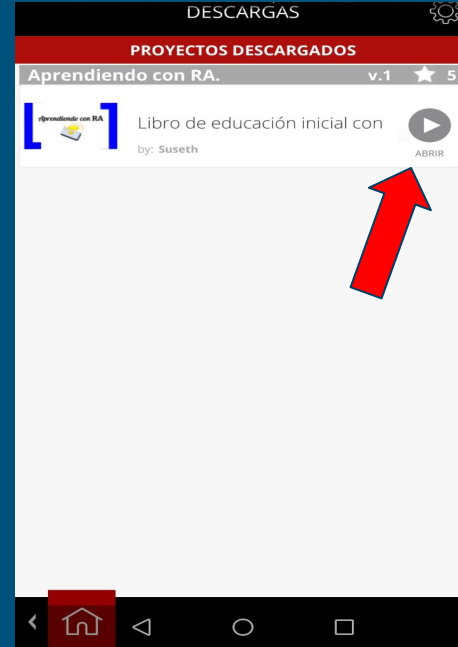 DESCARGAS
PROYECTOS DESCARGADOS
Aprendiendo con RA. v.1 5
Aprendiendo con RA
Libro de educación inicial con
by: Suseth
ABRIR